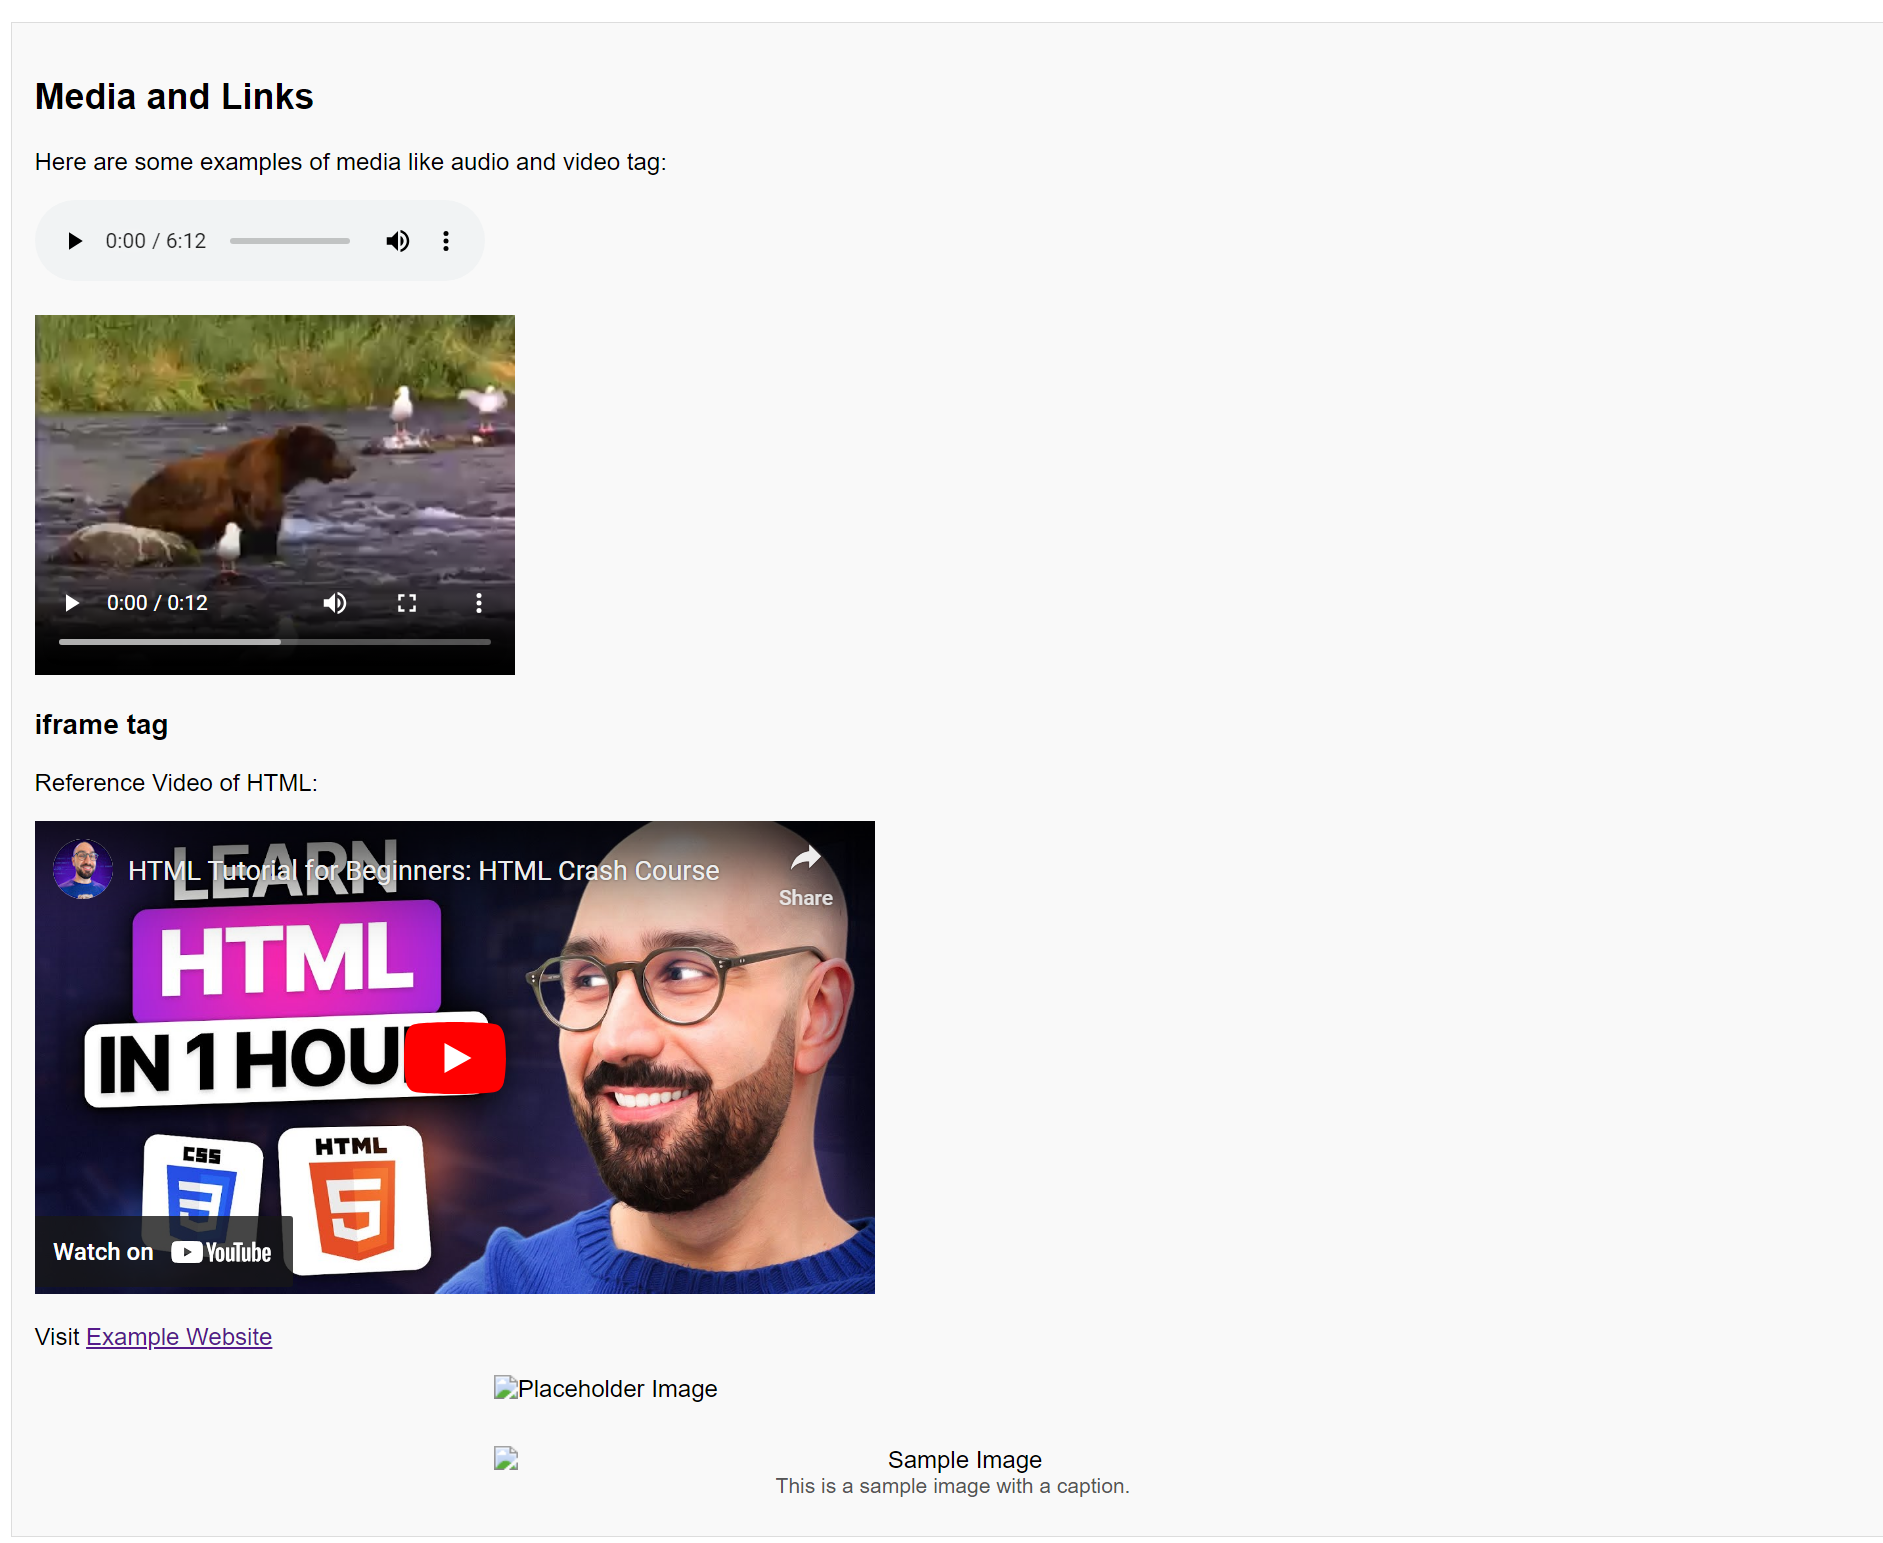 Media and Links
Here are some examples of media like audio and video tag:
0:00 / 6:12
0:00 / 0:12
iframe tag
Reference Video of HTML:
LEARN
HTML Tutorial for Beginners: HTML Crash Course
Share
HTML
IN 1 HOU
CSS
HTML
Watch on YouTube
Visit Example Website
Placeholder Image
Sample Image
This is a sample image with a caption.